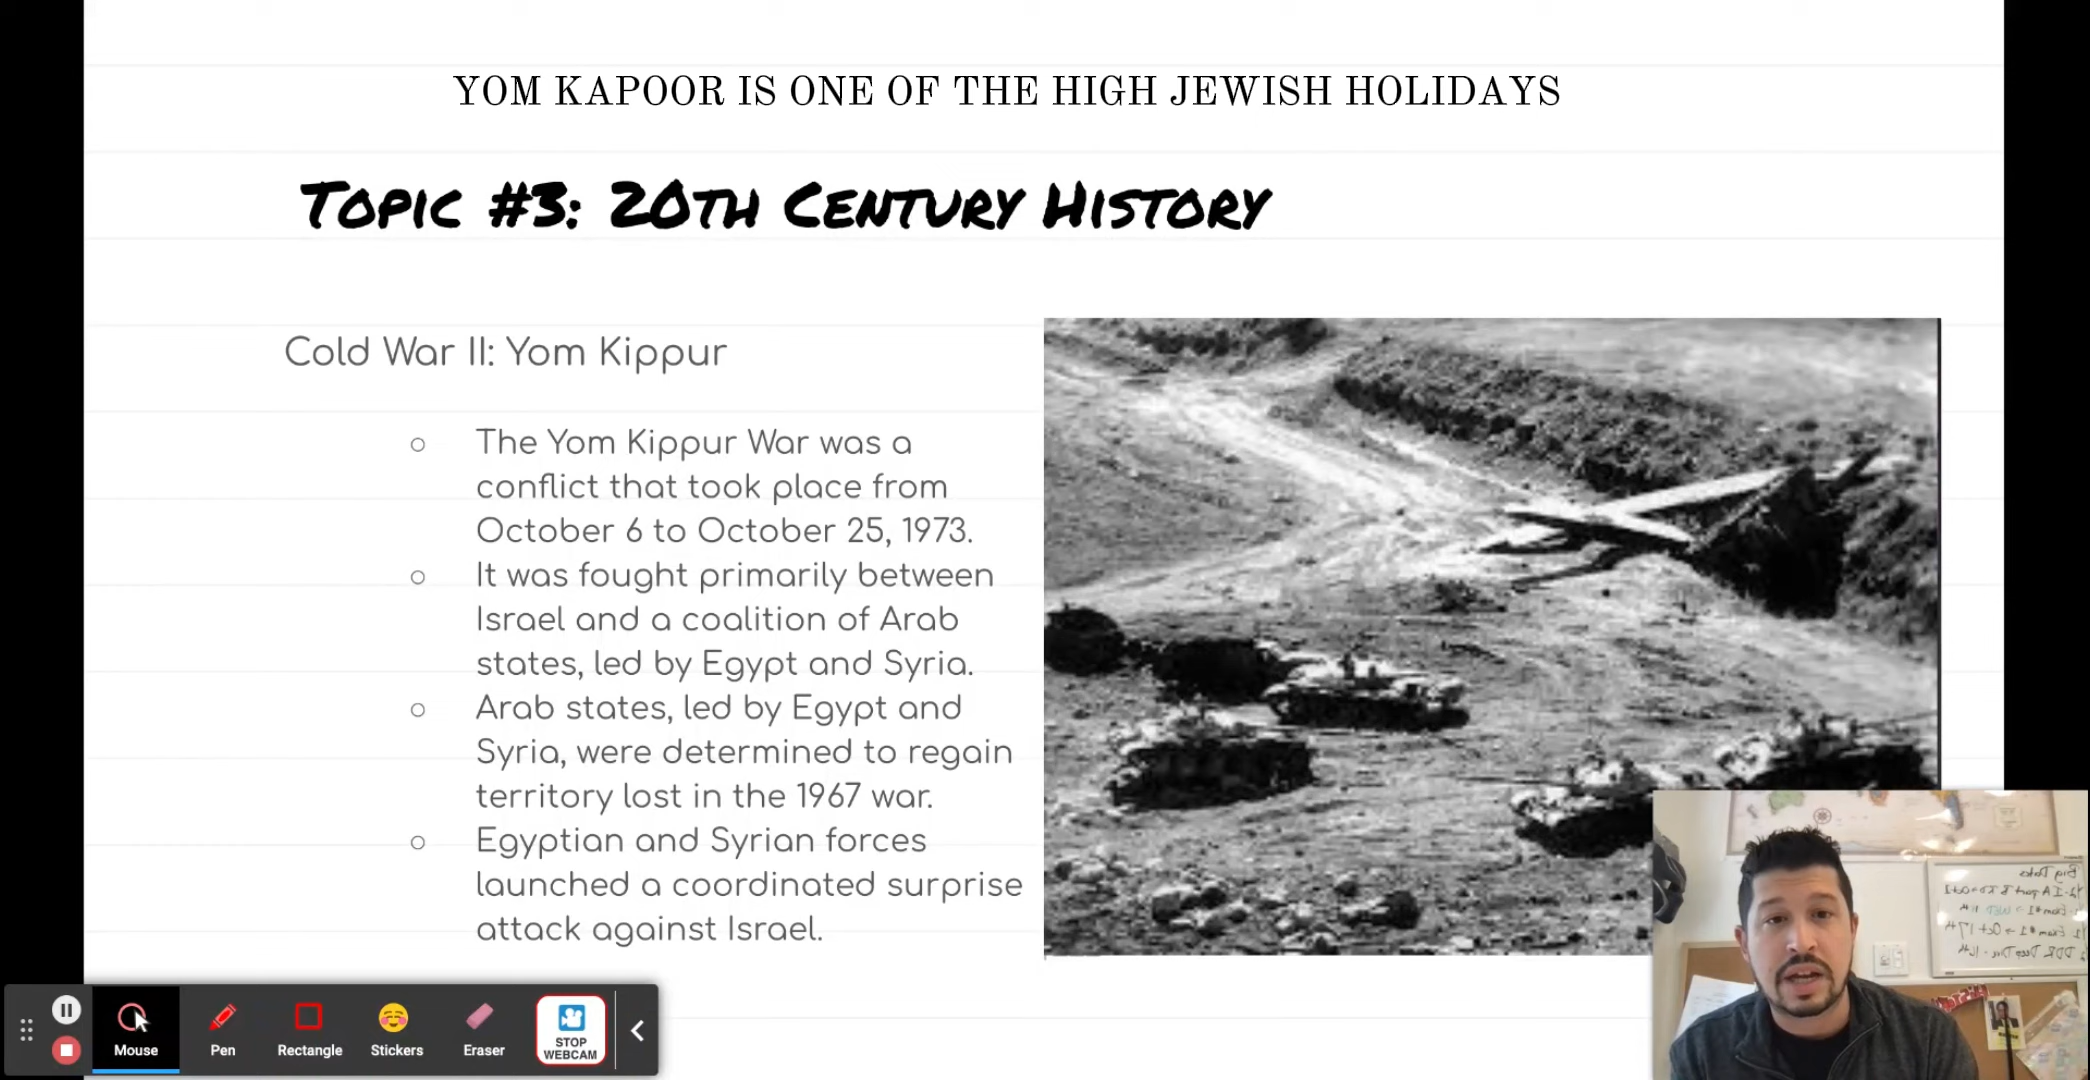 YOM KAPOOR IS ONE OF THE HIGH JEWISH HOLIDAYS
TOPIC #3: 20TH CENTURY HISTORY
Cold War II: Yom Kippur
○ The Yom Kippur War was a
conflict that took place from
October 6 to October 25, 1973.
○ It was fought primarily between
Israel and a coalition of Arab
states, led by Egypt and Syria.
○ Arab states, led by Egypt and
Syria, were determined to regain
territory lost in the 1967 war.
○ Egyptian and Syrian forces
launched a coordinated surprise
attack against Israel.
Big Dates
Mouse
Pen
Rectangle
Stickers
Eraser
STOP
WEBCAM